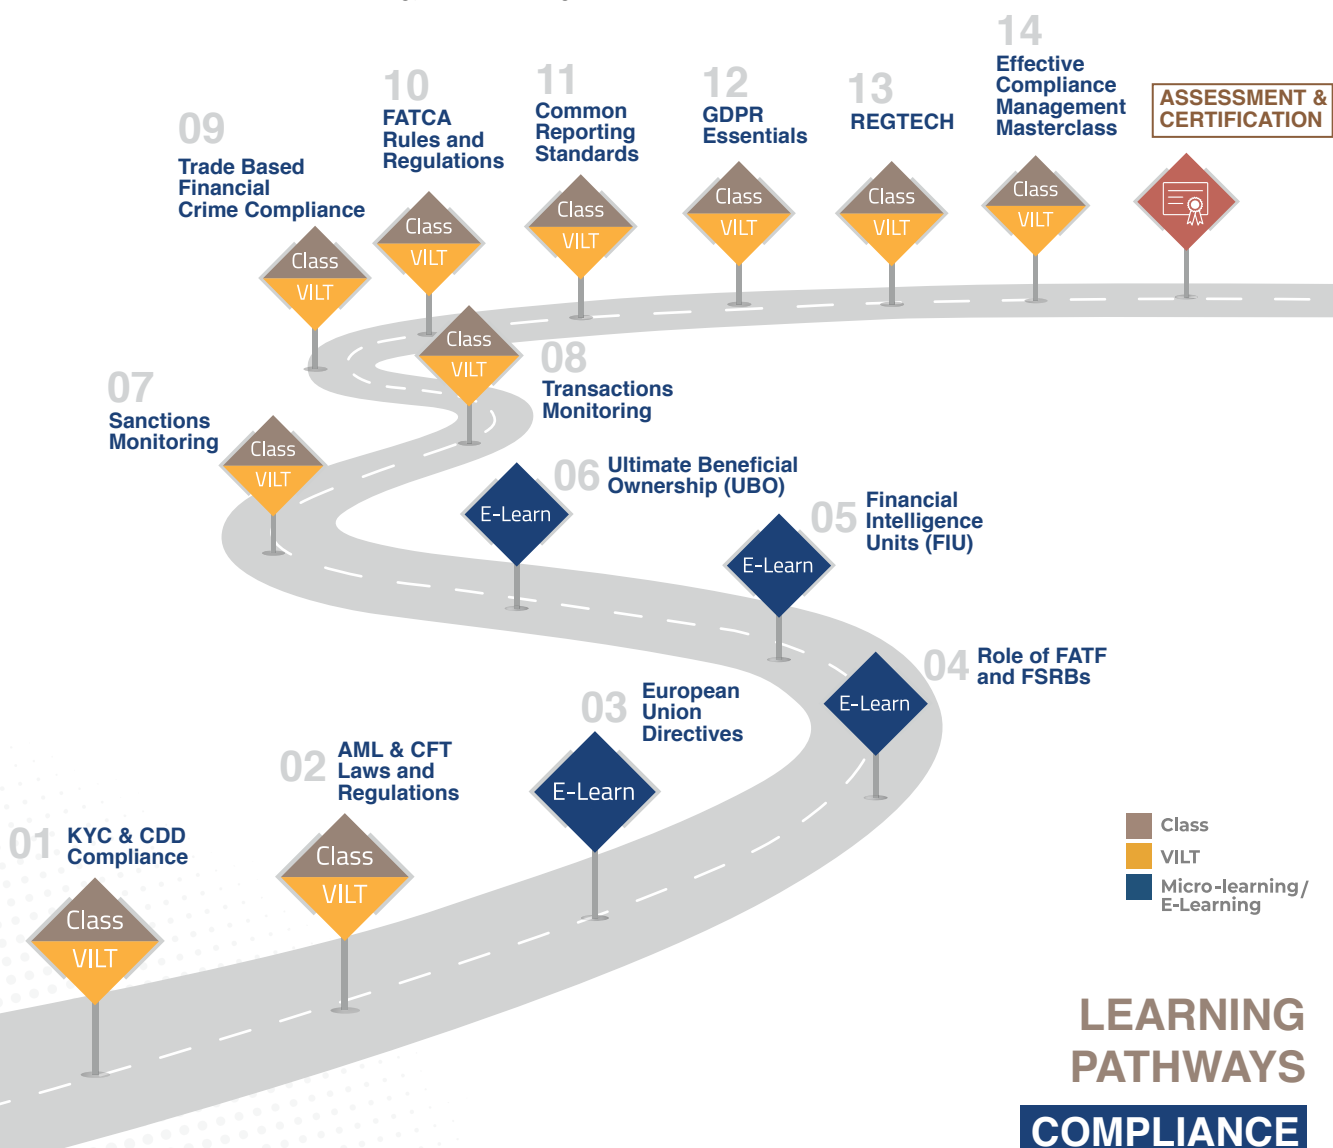 14
Effective
Compliance
Management
Masterclass
ASSESSMENT &
CERTIFICATION
13
REGTECH
12
GDPR
Essentials
11
Common
Reporting
Standards
10
FATCA
Rules and
Regulations
09
Trade Based
Financial
Crime Compliance
Class
VILT
Class
VILT
Class
VILT
Class
VILT
Class
VILT
Class
VILT
Class
VILT
08
Transactions
Monitoring
07
Sanctions
Monitoring
Class
VILT
06
Ultimate Beneficial
Ownership (UBO)
E-Learn
05
Financial
Intelligence
Units (FIU)
E-Learn
04
Role of FATF
and FSRBs
E-Learn
03
European
Union
Directives
E-Learn
02
AML & CFT
Laws and
Regulations
Class
VILT
01
KYC & CDD
Compliance
Class
VILT
Class
VILT
Micro-learning/
E-Learning
LEARNING
PATHWAYS
COMPLIANCE